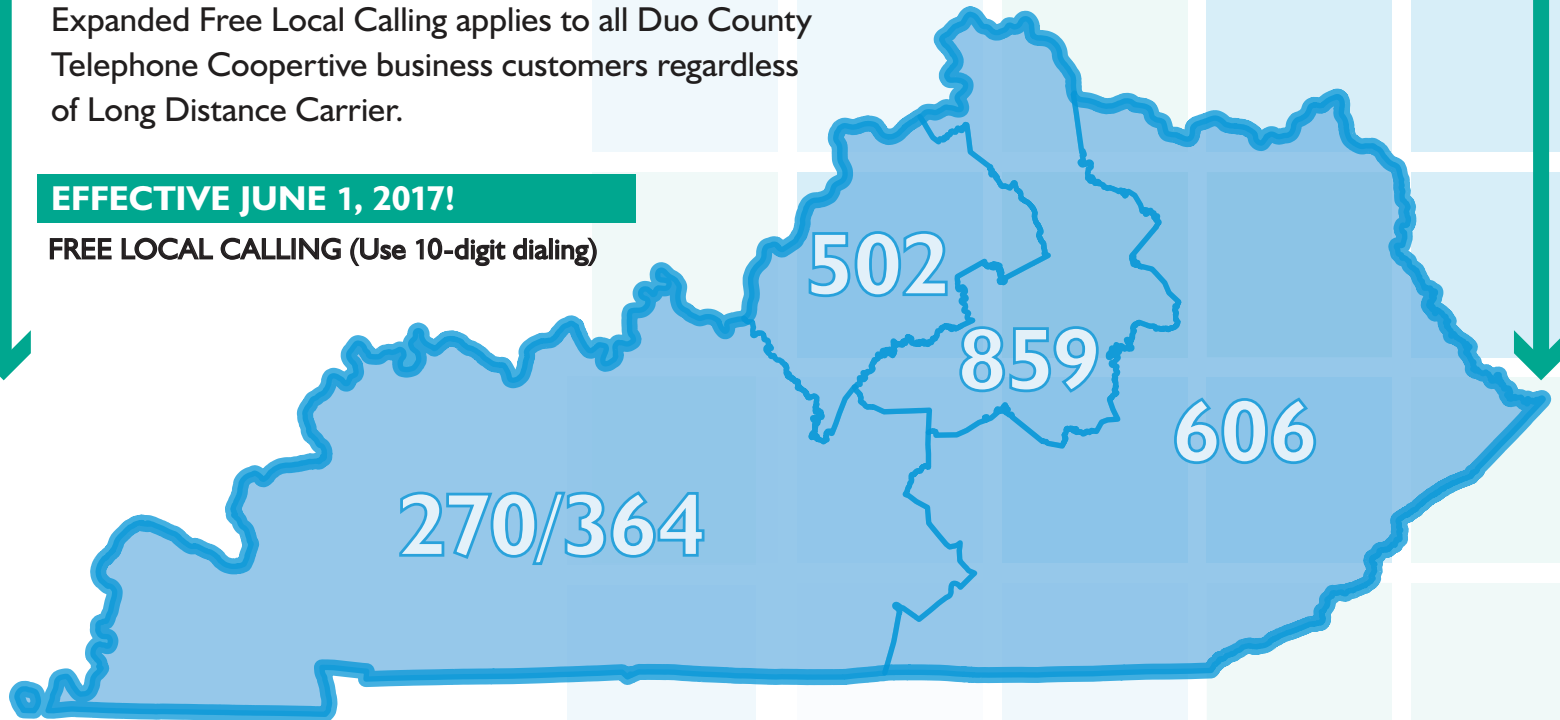 Expanded Free Local Calling applies to all Duo County
Telephone Coopertive business customers regardless
of Long Distance Carrier.
EFFECTIVE JUNE 1, 2017!
FREE LOCAL CALLING (Use 10-digit dialing)
502
859
606
270/364